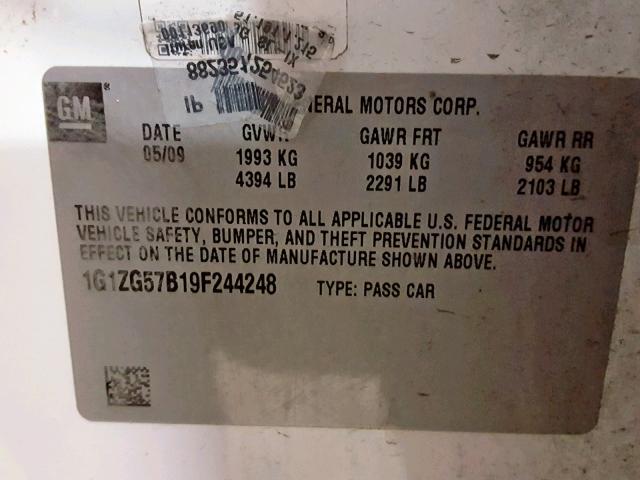 GM
GENERAL MOTORS CORP.
DATE GVWR GAWR FRT GAWR RR
05/09 1993 KG 1039 KG 954 KG
4394 LB 2291 LB 2103 LB
THIS VEHICLE CONFORMS TO ALL APPLICABLE U.S. FEDERAL MOTOR
VEHICLE SAFETY, BUMPER, AND THEFT PREVENTION STANDARDS IN
EFFECT ON THE DATE OF MANUFACTURE SHOWN ABOVE.
1G1ZG57B19F244248 TYPE: PASS CAR